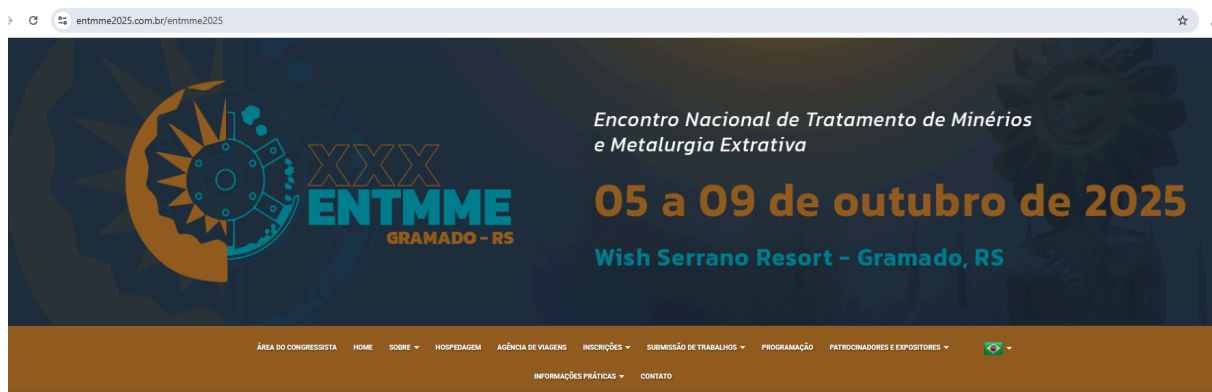 entmme2025.com.br/entmme2025
Encontro Nacional de Tratamento de Minérios
e Metalurgia Extrativa
XXX
ENTMME
GRAMADO - RS
05 a 09 de outubro de 2025
Wish Serrano Resort - Gramado, RS
ÁREA DO CONGRESSISTA HOME SOBRE HOSPEDAGEM AGÊNCIA DE VIAGENS INSCRIÇÕES SUBMISSÃO DE TRABALHOS PROGRAMAÇÃO PATROCINADORES E EXPOSITORES
INFORMAÇÕES PRÁTICAS CONTATO